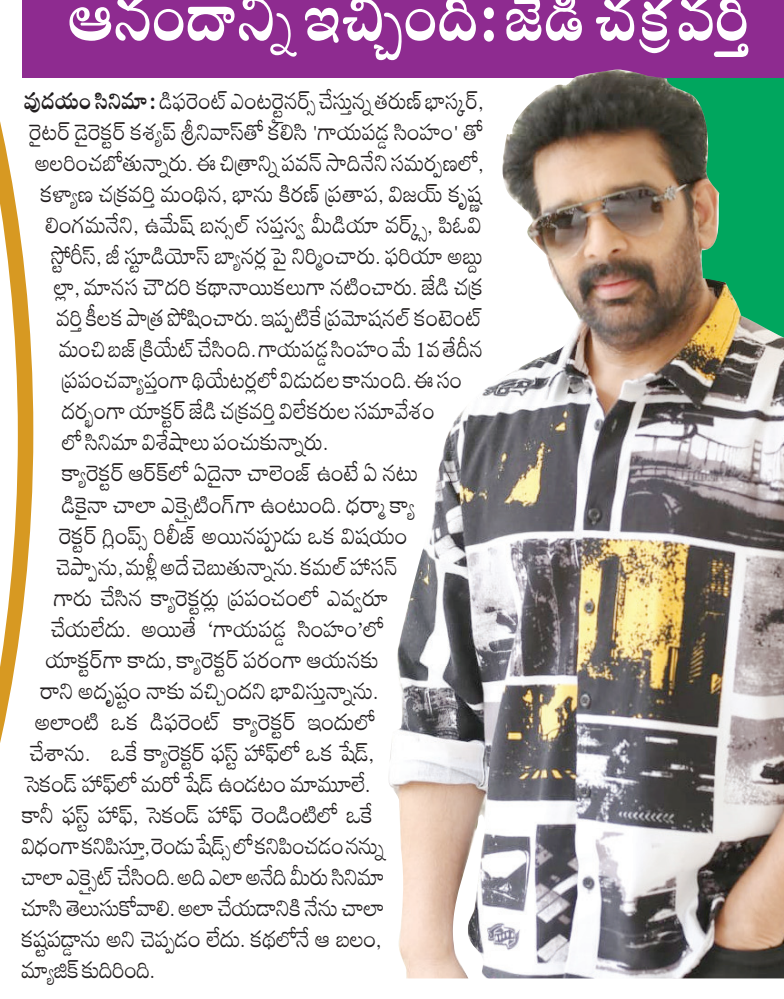 ఆనందాన్ని ఇచ్చింది: జేడి చక్రవర్తి
వుదయం సినిమా : డిఫరెంట్ ఎంటర్టైనర్స్ చేస్తున్న తరుణ్ భాస్కర్,
రైటర్ డైరెక్టర్ కశ్యప్ శ్రీనివాస్‌తో కలిసి 'గాయపడ్డ సింహం' తో
అలరించబోతున్నారు. ఈ చిత్రాన్ని పవన్ సాదినేని సమర్పణలో,
కళ్యాణ చక్రవర్తి మంథిన, భాను కిరణ్ ప్రతాప, విజయ్ కృష్ణ
లింగమనేని, ఉమేష్ బన్సల్ సప్తస్వ మీడియా వర్క్స్, పిఓవి
స్టోరీస్, జీ స్టూడియోస్ బ్యానర్ల పై నిర్మించారు. ఫరియా అబ్దు
ల్లా, మానస చౌదరి కథానాయికలుగా నటించారు. జేడి చక్ర
వర్తి కీలక పాత్ర పోషించారు. ఇప్పటికే ప్రమోషనల్ కంటెంట్
మంచి బజ్ క్రియేట్ చేసింది. గాయపడ్డ సింహం మే 1వ తేదీన
ప్రపంచవ్యాప్తంగా థియేటర్లలో విడుదల కానుంది. ఈ సం
దర్భంగా యాక్టర్ జేడి చక్రవర్తి విలేకరుల సమావేశం
లో సినిమా విశేషాలు పంచుకున్నారు.
క్యారెక్టర్ ఆర్క్‌లో ఏదైనా చాలెంజ్ ఉంటే ఏ నటు
డికైనా చాలా ఎక్సైటింగ్‌గా ఉంటుంది. ధర్మా క్యా
రెక్టర్ గ్లింప్స్ రిలీజ్ అయినప్పుడు ఒక విషయం
చెప్పాను, మళ్లీ అదే చెబుతున్నాను. కమల్ హాసన్
గారు చేసిన క్యారెక్టర్లు ప్రపంచంలో ఎవ్వరూ
చేయలేదు. అయితే ‘గాయపడ్డ సింహం’లో
యాక్టర్‌గా కాదు, క్యారెక్టర్ పరంగా ఆయనకు
రాని అదృష్టం నాకు వచ్చిందని భావిస్తున్నాను.
అలాంటి ఒక డిఫరెంట్ క్యారెక్టర్ ఇందులో
చేశాను. ఒకే క్యారెక్టర్ ఫస్ట్ హాఫ్‌లో ఒక షేడ్,
సెకండ్ హాఫ్‌లో మరో షేడ్ ఉండటం మామూలే.
కానీ ఫస్ట్ హాఫ్, సెకండ్ హాఫ్ రెండింటిలో ఒకే
విధంగా కనిపిస్తూ, రెండు షేడ్స్ లో కనిపించడం నన్ను
చాలా ఎక్సైట్ చేసింది. అది ఎలా అనేది మీరు సినిమా
చూసి తెలుసుకోవాలి. అలా చేయడానికి నేను చాలా
కష్టపడ్డాను అని చెప్పడం లేదు. కథలోనే ఆ బలం,
మ్యాజిక్ కుదిరింది.